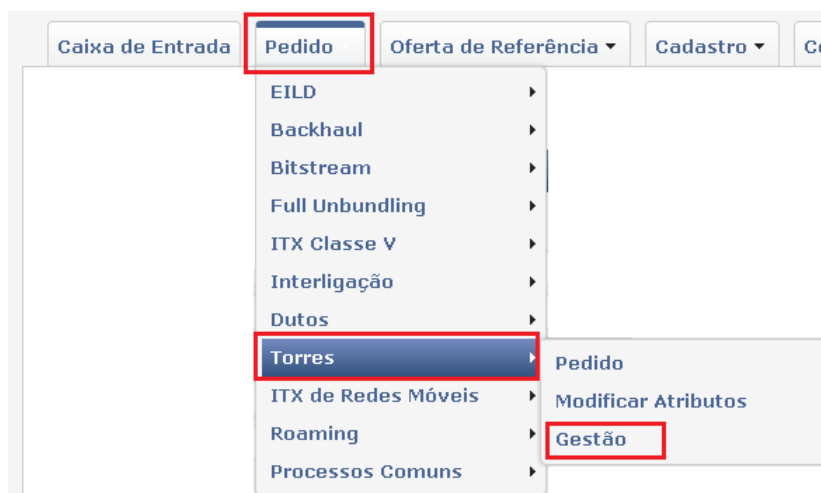 Caixa de Entrada Pedido Oferta de Referência Cadastro
EILD
Backhaul
Bitstream
Full Unbundling
ITX Classe V
Interligação
Dutos
Torres
Pedido
ITX de Redes Móveis
Modificar Atributos
Roaming
Gestão
Processos Comuns